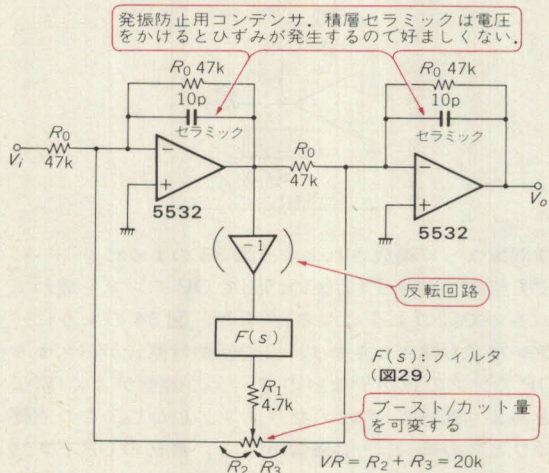 発振防止用コンデンサ．積層セラミックは電圧
をかけるとひずみが発生するので好ましくない．
R0 47k
10p
セラミック
R0 47k
10p
セラミック
Vi
R0
47k
−
+
5532
R0
47k
−
+
5532
Vo
−1
反転回路
F(s)
F(s)：フィルタ
(図29)
R1
4.7k
ブースト/カット量
を可変する
R2
R3
VR＝R2＋R3＝20k